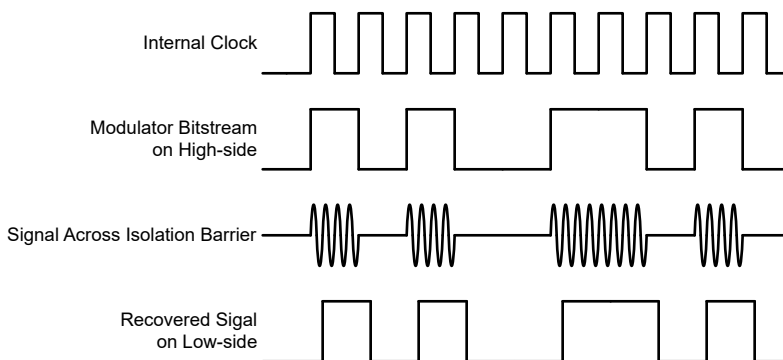 Internal Clock
Modulator Bitstream
on High-side
Signal Across Isolation Barrier
Recovered Sigal
on Low-side